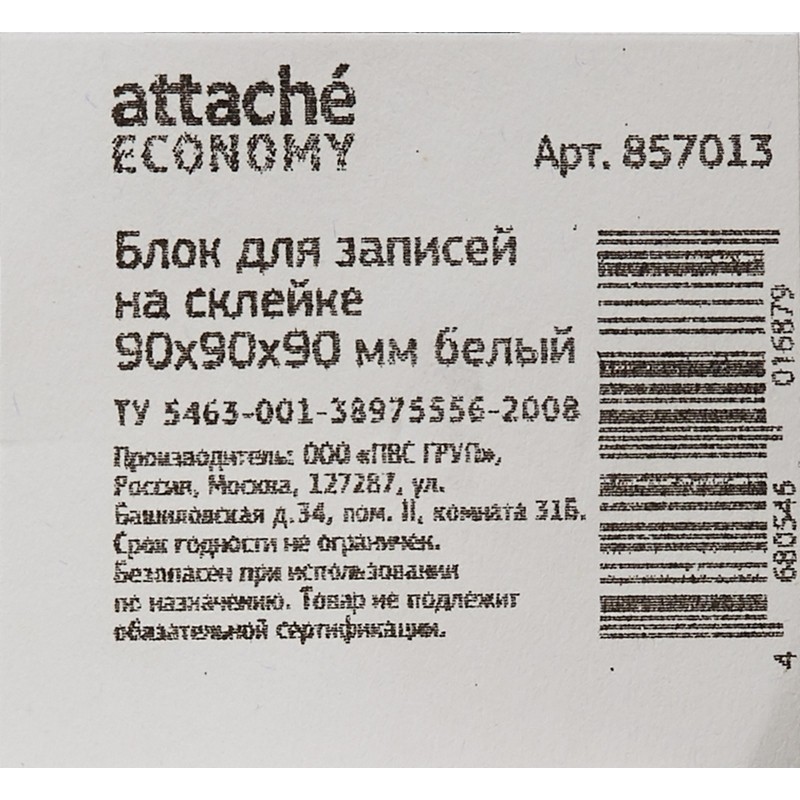 attaché
ECONOMY
Арт. 857013
Блок для записей
на склейке
90х90х90 мм белый
ТУ 5463-001-38975556-2008
Производитель: ООО «ПВС ГРУП»,
Россия, Москва, 127287, ул.
Башиловская д.34, пом. II, комната 31Б.
Срок годности не ограничен.
Безопасен при использовании
по назначению. Товар не подлежит
обязательной сертификации.
4 680546 016879